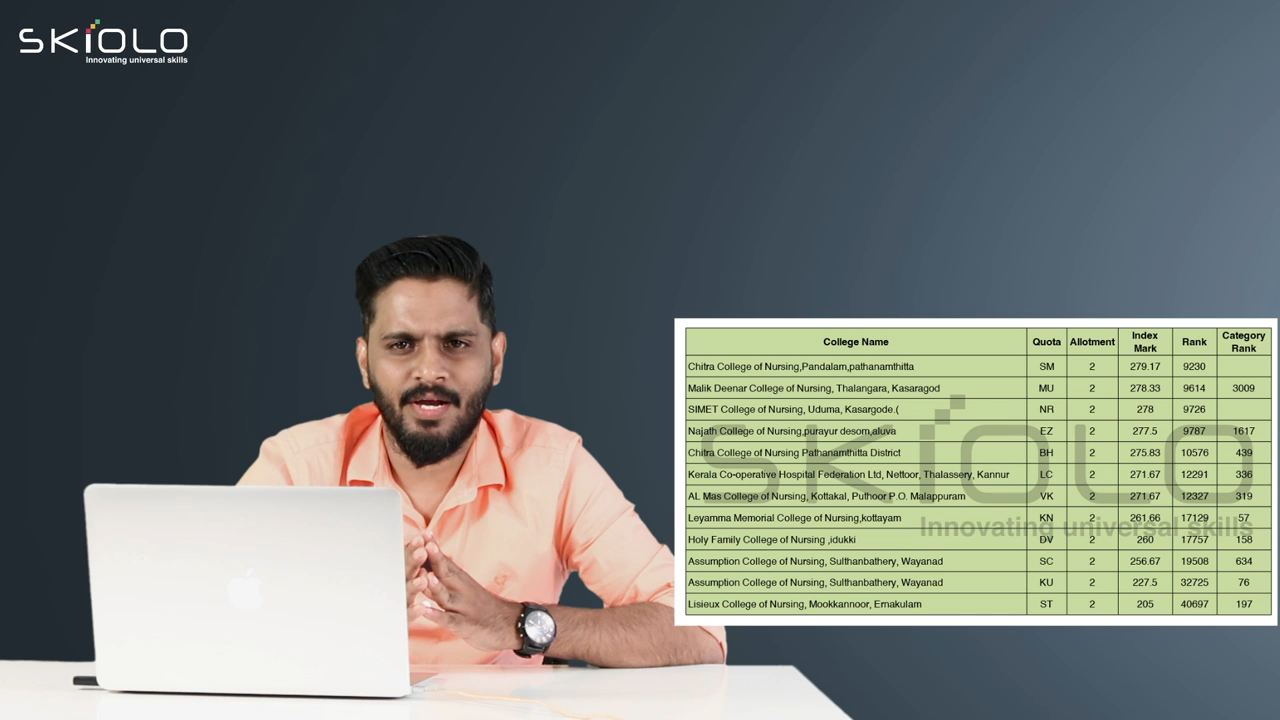 SKiOLO
Innovating universal skills
College Name Quota Allotment Index Mark Rank Category Rank
Chitra College of Nursing,Pandalam,pathanamthitta SM 2 279.17 9230
Malik Deenar College of Nursing, Thalangara, Kasaragod MU 2 278.33 9614 3009
SIMET College of Nursing, Uduma, Kasargode.( NR 2 278 9726
Najath College of Nursing,purayur desom,aluva EZ 2 277.5 9787 1617
Chitra College of Nursing Pathanamthitta District BH 2 275.83 10576 439
Kerala Co-operative Hospital Federation Ltd, Nettoor, Thalassery, Kannur LC 2 271.67 12291 336
AL Mas College of Nursing, Kottakal, Puthoor P.O. Malappuram VK 2 271.67 12327 319
Leyamma Memorial College of Nursing,kottayam KN 2 261.66 17129 57
Holy Family College of Nursing ,idukki DV 2 260 17757 158
Assumption College of Nursing, Sulthanbathery, Wayanad SC 2 256.67 19508 634
Assumption College of Nursing, Sulthanbathery, Wayanad KU 2 227.5 32725 76
Lisieux College of Nursing, Mookkannoor, Ernakulam ST 2 205 40697 197
SKiOLO
Innovating universal skills